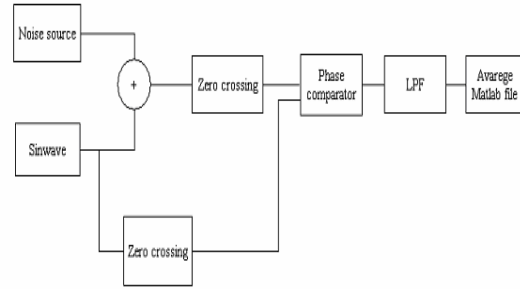 Noise source
+
Zero crossing
Phase
comparator
LPF
Avarege
Matlab file
Sinwave
Zero crossing